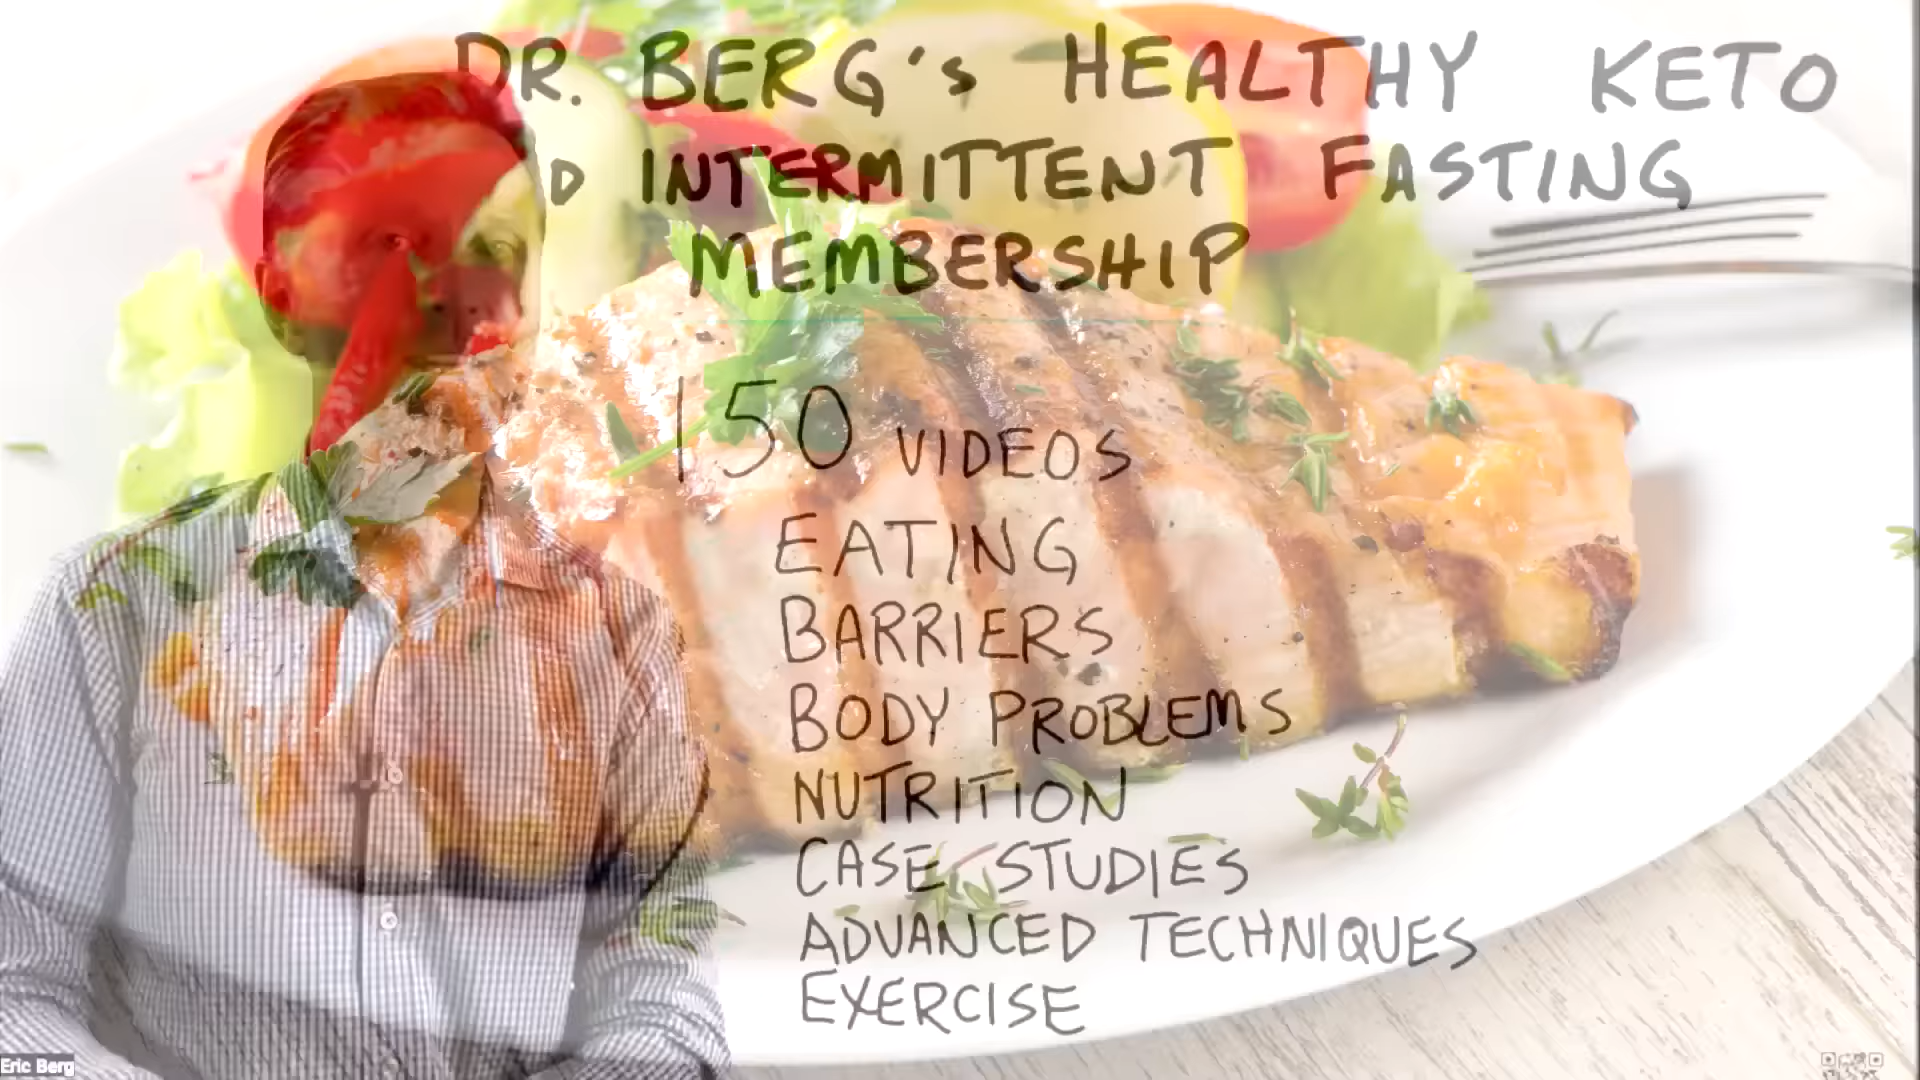 DR. BERG's HEALTHY KETO
D INTERMITTENT FASTING
MEMBERSHIP
150 VIDEOS
EATING
BARRIERS
BODY PROBLEMS
NUTRITION
CASE STUDIES
ADVANCED TECHNIQUES
EXERCISE
Eric Berg